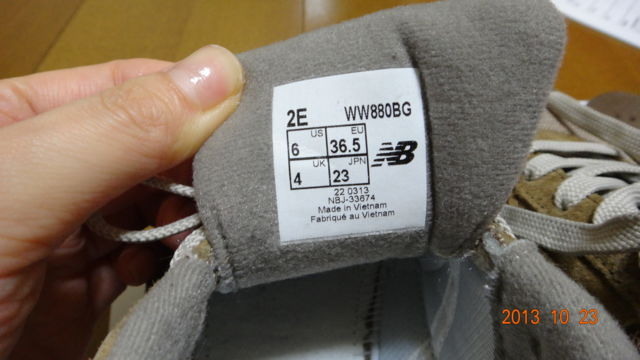 2E WW880BG
US EU
6 36.5
UK JPN
4 23
NB
22 0313
NBJ-33674
Made in Vietnam
Fabriqué au Vietnam
2013 10 23